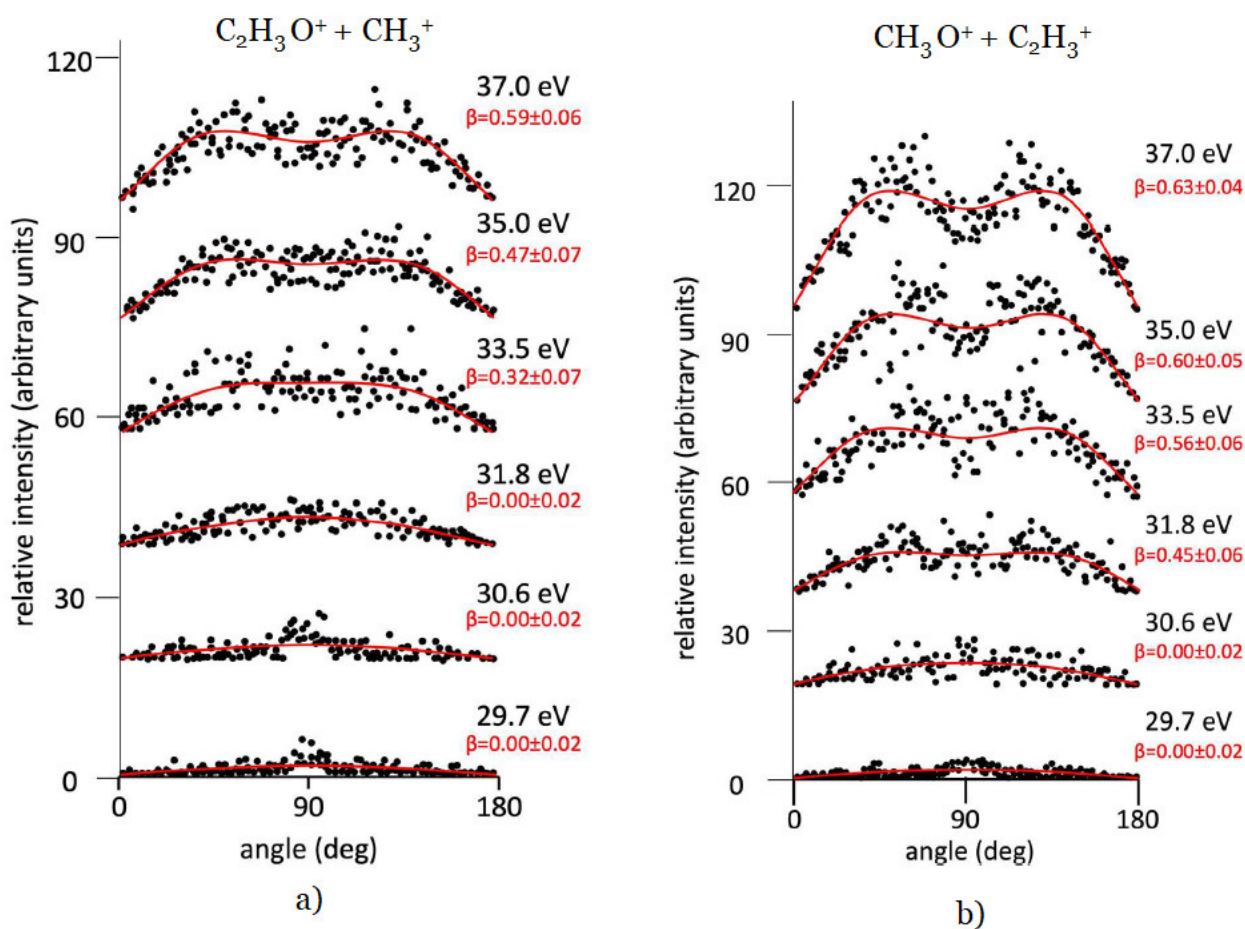 C₂H₃O⁺ + CH₃⁺
120
37.0 eV
β=0.59±0.06
35.0 eV
β=0.47±0.07
90
33.5 eV
β=0.32±0.07
60
31.8 eV
β=0.00±0.02
30.6 eV
β=0.00±0.02
30
29.7 eV
β=0.00±0.02
0
0 90 180
relative intensity (arbitrary units)
angle (deg)
a)
CH₃O⁺ + C₂H₃⁺
37.0 eV
β=0.63±0.04
120
35.0 eV
β=0.60±0.05
90
33.5 eV
β=0.56±0.06
60
31.8 eV
β=0.45±0.06
30.6 eV
β=0.00±0.02
30
29.7 eV
β=0.00±0.02
0
0 90 180
relative intensity (arbitrary units)
angle (deg)
b)